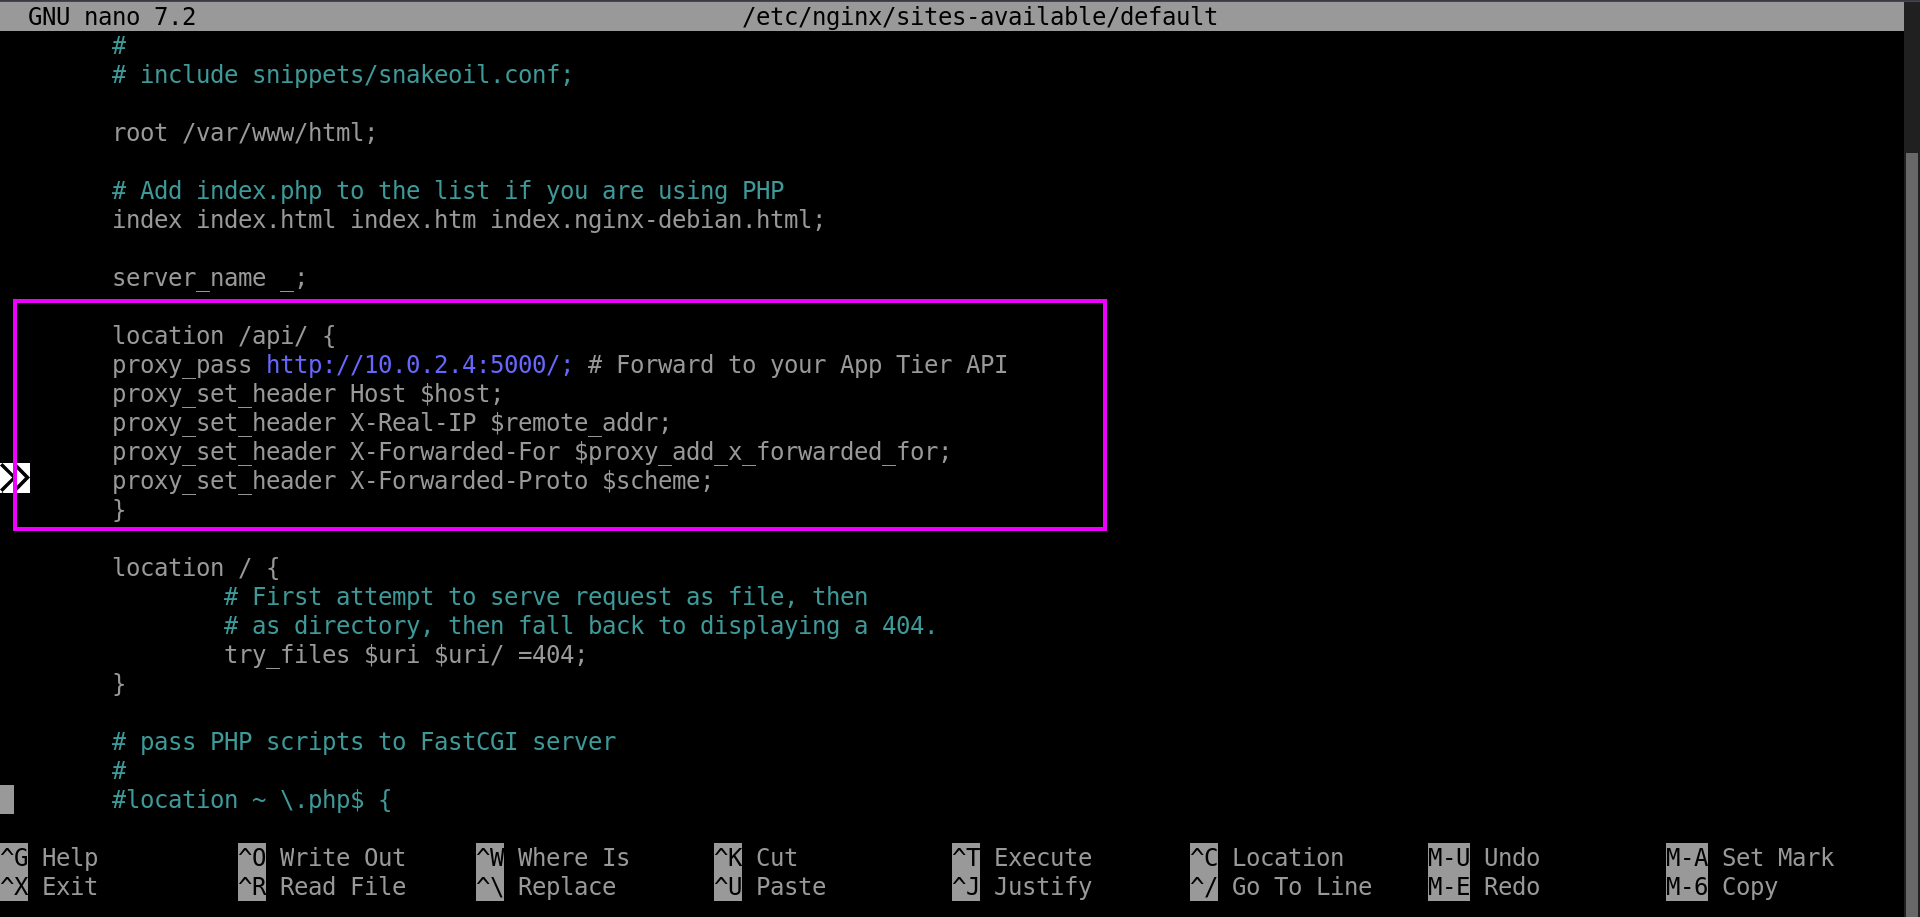 GNU nano 7.2 /etc/nginx/sites-available/default
#
# include snippets/snakeoil.conf;
root /var/www/html;
# Add index.php to the list if you are using PHP
index index.html index.htm index.nginx-debian.html;
server_name _;
location /api/ {
proxy_pass http://10.0.2.4:5000/; # Forward to your App Tier API
proxy_set_header Host $host;
proxy_set_header X-Real-IP $remote_addr;
proxy_set_header X-Forwarded-For $proxy_add_x_forwarded_for;
>> proxy_set_header X-Forwarded-Proto $scheme;
}
location / {
# First attempt to serve request as file, then
# as directory, then fall back to displaying a 404.
try_files $uri $uri/ =404;
}
# pass PHP scripts to FastCGI server
#
#location ~ \.php$ {
^G Help ^O Write Out ^W Where Is ^K Cut ^T Execute ^C Location M-U Undo M-A Set Mark
^X Exit ^R Read File ^\ Replace ^U Paste ^J Justify ^/ Go To Line M-E Redo M-6 Copy